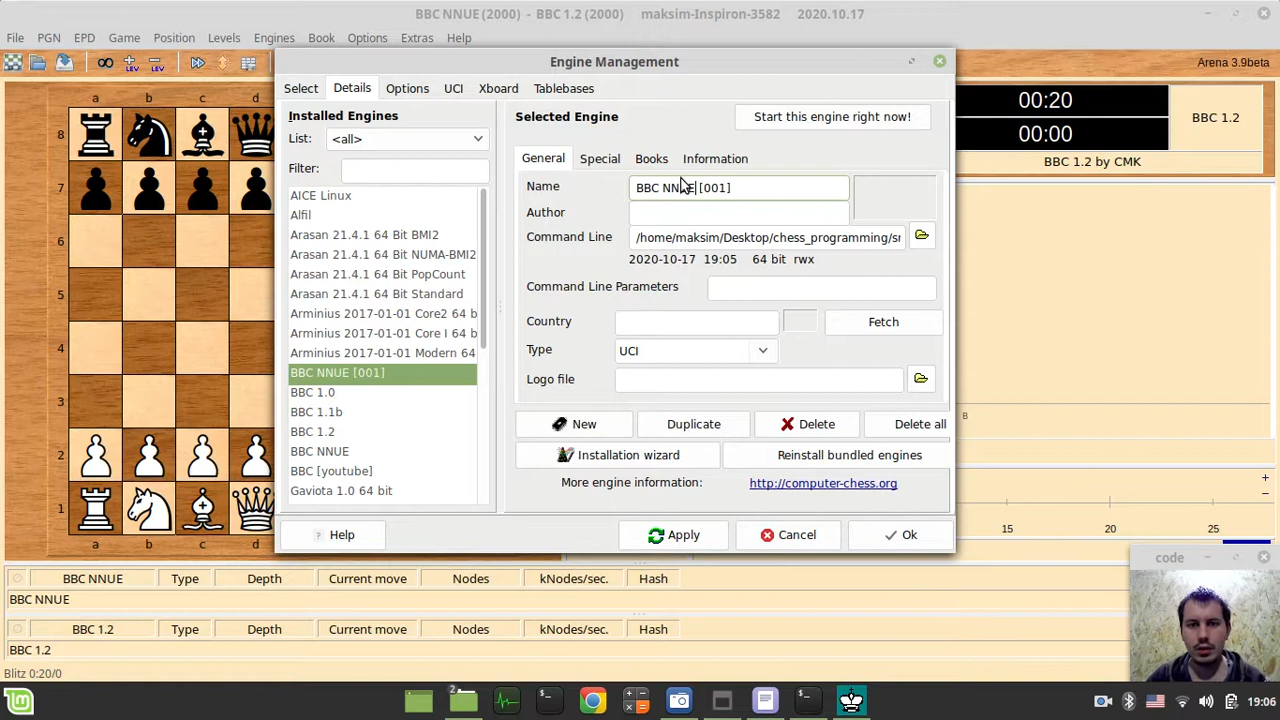 BBC NNUE (2000) - BBC 1.2 (2000) maksim-Inspiron-3582 2020.10.17
File PGN EPD Game Position Levels Engines Book Options Extras Help
LEV LEV
Arena 3.9beta
Engine Management
Select Details Options UCI Xboard Tablebases
Installed Engines
List: <all>
Filter:
AICE Linux
Alfil
Arasan 21.4.1 64 Bit BMI2
Arasan 21.4.1 64 Bit NUMA-BMI2
Arasan 21.4.1 64 Bit PopCount
Arasan 21.4.1 64 Bit Standard
Arminius 2017-01-01 Core2 64 b
Arminius 2017-01-01 Core I 64 b
Arminius 2017-01-01 Modern 64
BBC NNUE [001]
BBC 1.0
BBC 1.1b
BBC 1.2
BBC NNUE
BBC [youtube]
Gaviota 1.0 64 bit
Selected Engine
Start this engine right now!
General Special Books Information
Name BBC NNUE [001]
Author
Command Line /home/maksim/Desktop/chess_programming/sr
2020-10-17 19:05 64 bit rwx
Command Line Parameters
Country Fetch
Type UCI
Logo file
New Duplicate Delete Delete all
Installation wizard Reinstall bundled engines
More engine information: http://computer-chess.org
Help Apply Cancel Ok
a b c d
8
7
6
5
4
3
2
1
a b c d
00:20
00:00
BBC 1.2
BBC 1.2 by CMK
B
+
−
15 20 25
BBC NNUE Type Depth Current move Nodes kNodes/sec. Hash
BBC NNUE
BBC 1.2 Type Depth Current move Nodes kNodes/sec. Hash
BBC 1.2
Blitz 0:20/0
code
2
19:06